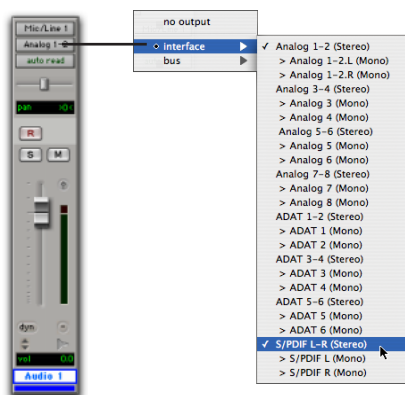 Mic/Line 1
Analog 1-2
auto read
pan >0<
R
S M
dyn
vol 0.0
Audio 1
no output
interface
bus
✓ Analog 1-2 (Stereo)
> Analog 1-2.L (Mono)
> Analog 1-2.R (Mono)
Analog 3-4 (Stereo)
> Analog 3 (Mono)
> Analog 4 (Mono)
Analog 5-6 (Stereo)
> Analog 5 (Mono)
> Analog 6 (Mono)
Analog 7-8 (Stereo)
> Analog 7 (Mono)
> Analog 8 (Mono)
ADAT 1-2 (Stereo)
> ADAT 1 (Mono)
> ADAT 2 (Mono)
ADAT 3-4 (Stereo)
> ADAT 3 (Mono)
> ADAT 4 (Mono)
ADAT 5-6 (Stereo)
> ADAT 5 (Mono)
> ADAT 6 (Mono)
✓ S/PDIF L-R (Stereo)
> S/PDIF L (Mono)
> S/PDIF R (Mono)